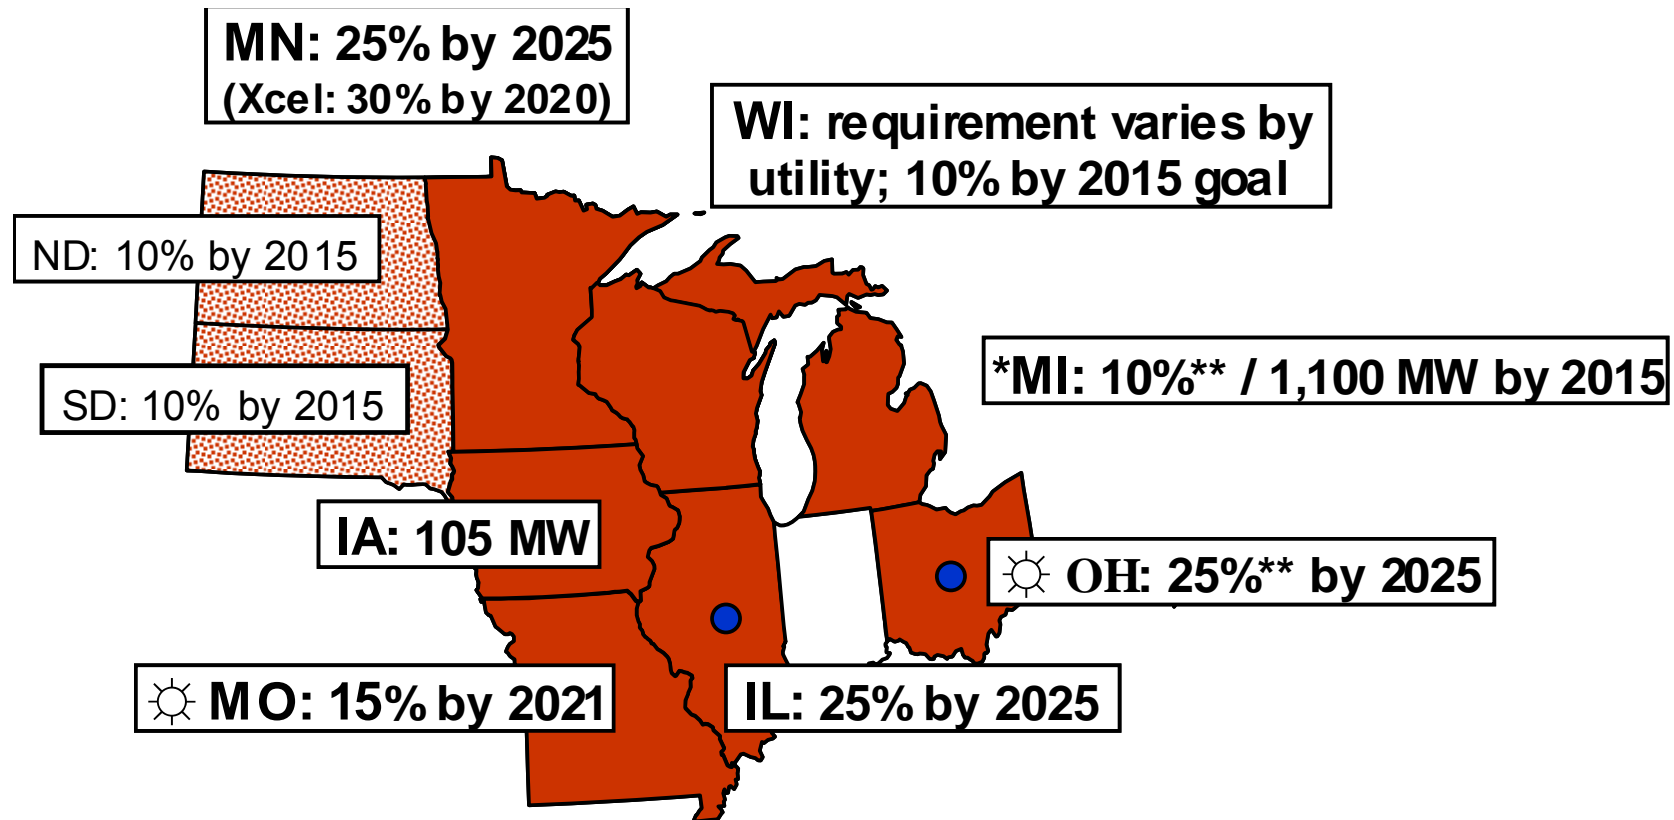 MN: 25% by 2025
(Xcel: 30% by 2020)
WI: requirement varies by
utility; 10% by 2015 goal
ND: 10% by 2015
*MI: 10%** / 1,100 MW by 2015
SD: 10% by 2015
IA: 105 MW
☼ OH: 25%** by 2025
☼ MO: 15% by 2021
IL: 25% by 2025